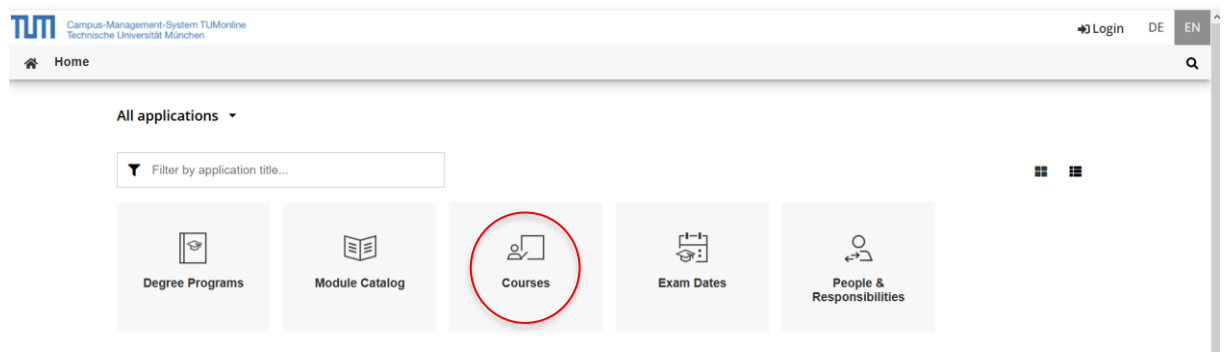 TUM
Campus-Management-System TUMonline
Technische Universität München
Login DE EN
Home
All applications
Filter by application title...
Degree Programs
Module Catalog
Courses
Exam Dates
People &
Responsibilities